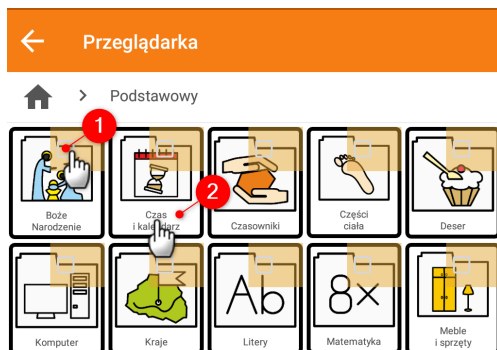 Przeglądarka
> Podstawowy
1
2
Boże
Narodzenie
Czas
i kalendarz
Czasowniki
Części
ciała
Deser
Komputer
Kraje
Ab
Litery
8×
Matematyka
Meble
i sprzęty